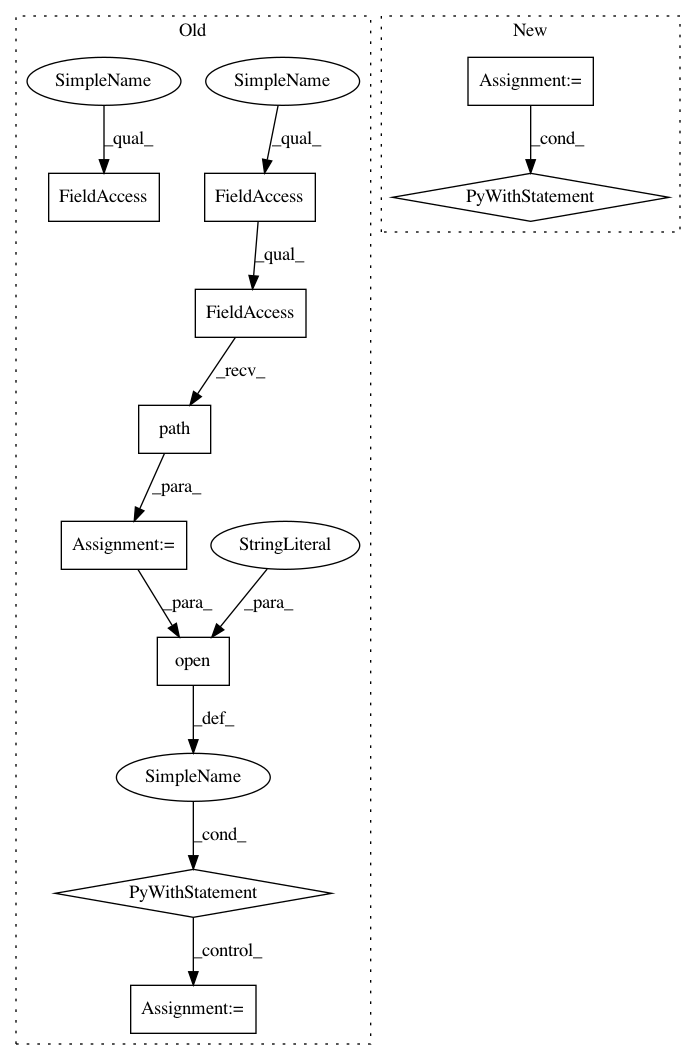 Old
New
SimpleName
SimpleName
Assignment:=
_qual_
_qual_
_cond_
FieldAccess
FieldAccess
PyWithStatement
_qual_
FieldAccess
_recv_
path
_para_
Assignment:=
StringLiteral
_para_
_para_
open
_def_
SimpleName
_cond_
PyWithStatement
_control_
Assignment:=